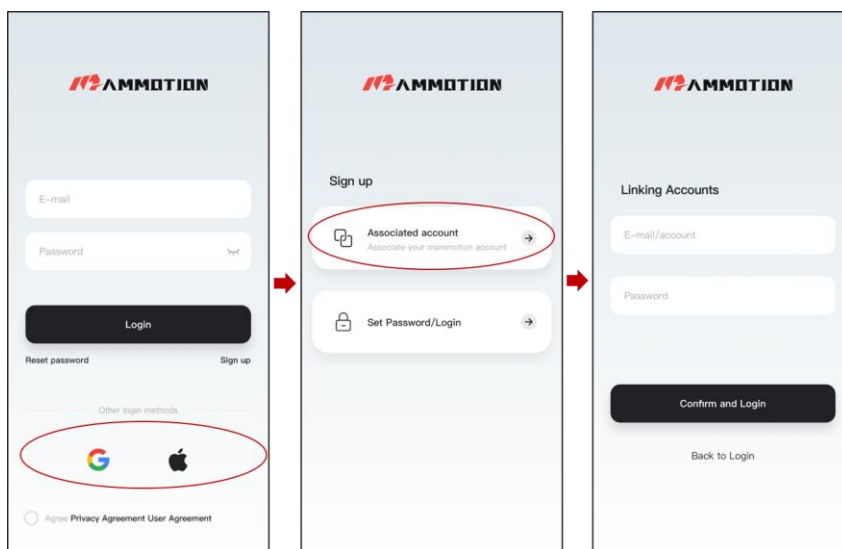 MAMMOTION
E-mail
Password
Login
Reset password
Sign up
Other login methods
Agree Privacy Agreement User Agreement
MAMMOTION
Sign up
Associated account
Associate your mammotion account
Set Password/Login
MAMMOTION
Linking Accounts
E-mail/account
Password
Confirm and Login
Back to Login